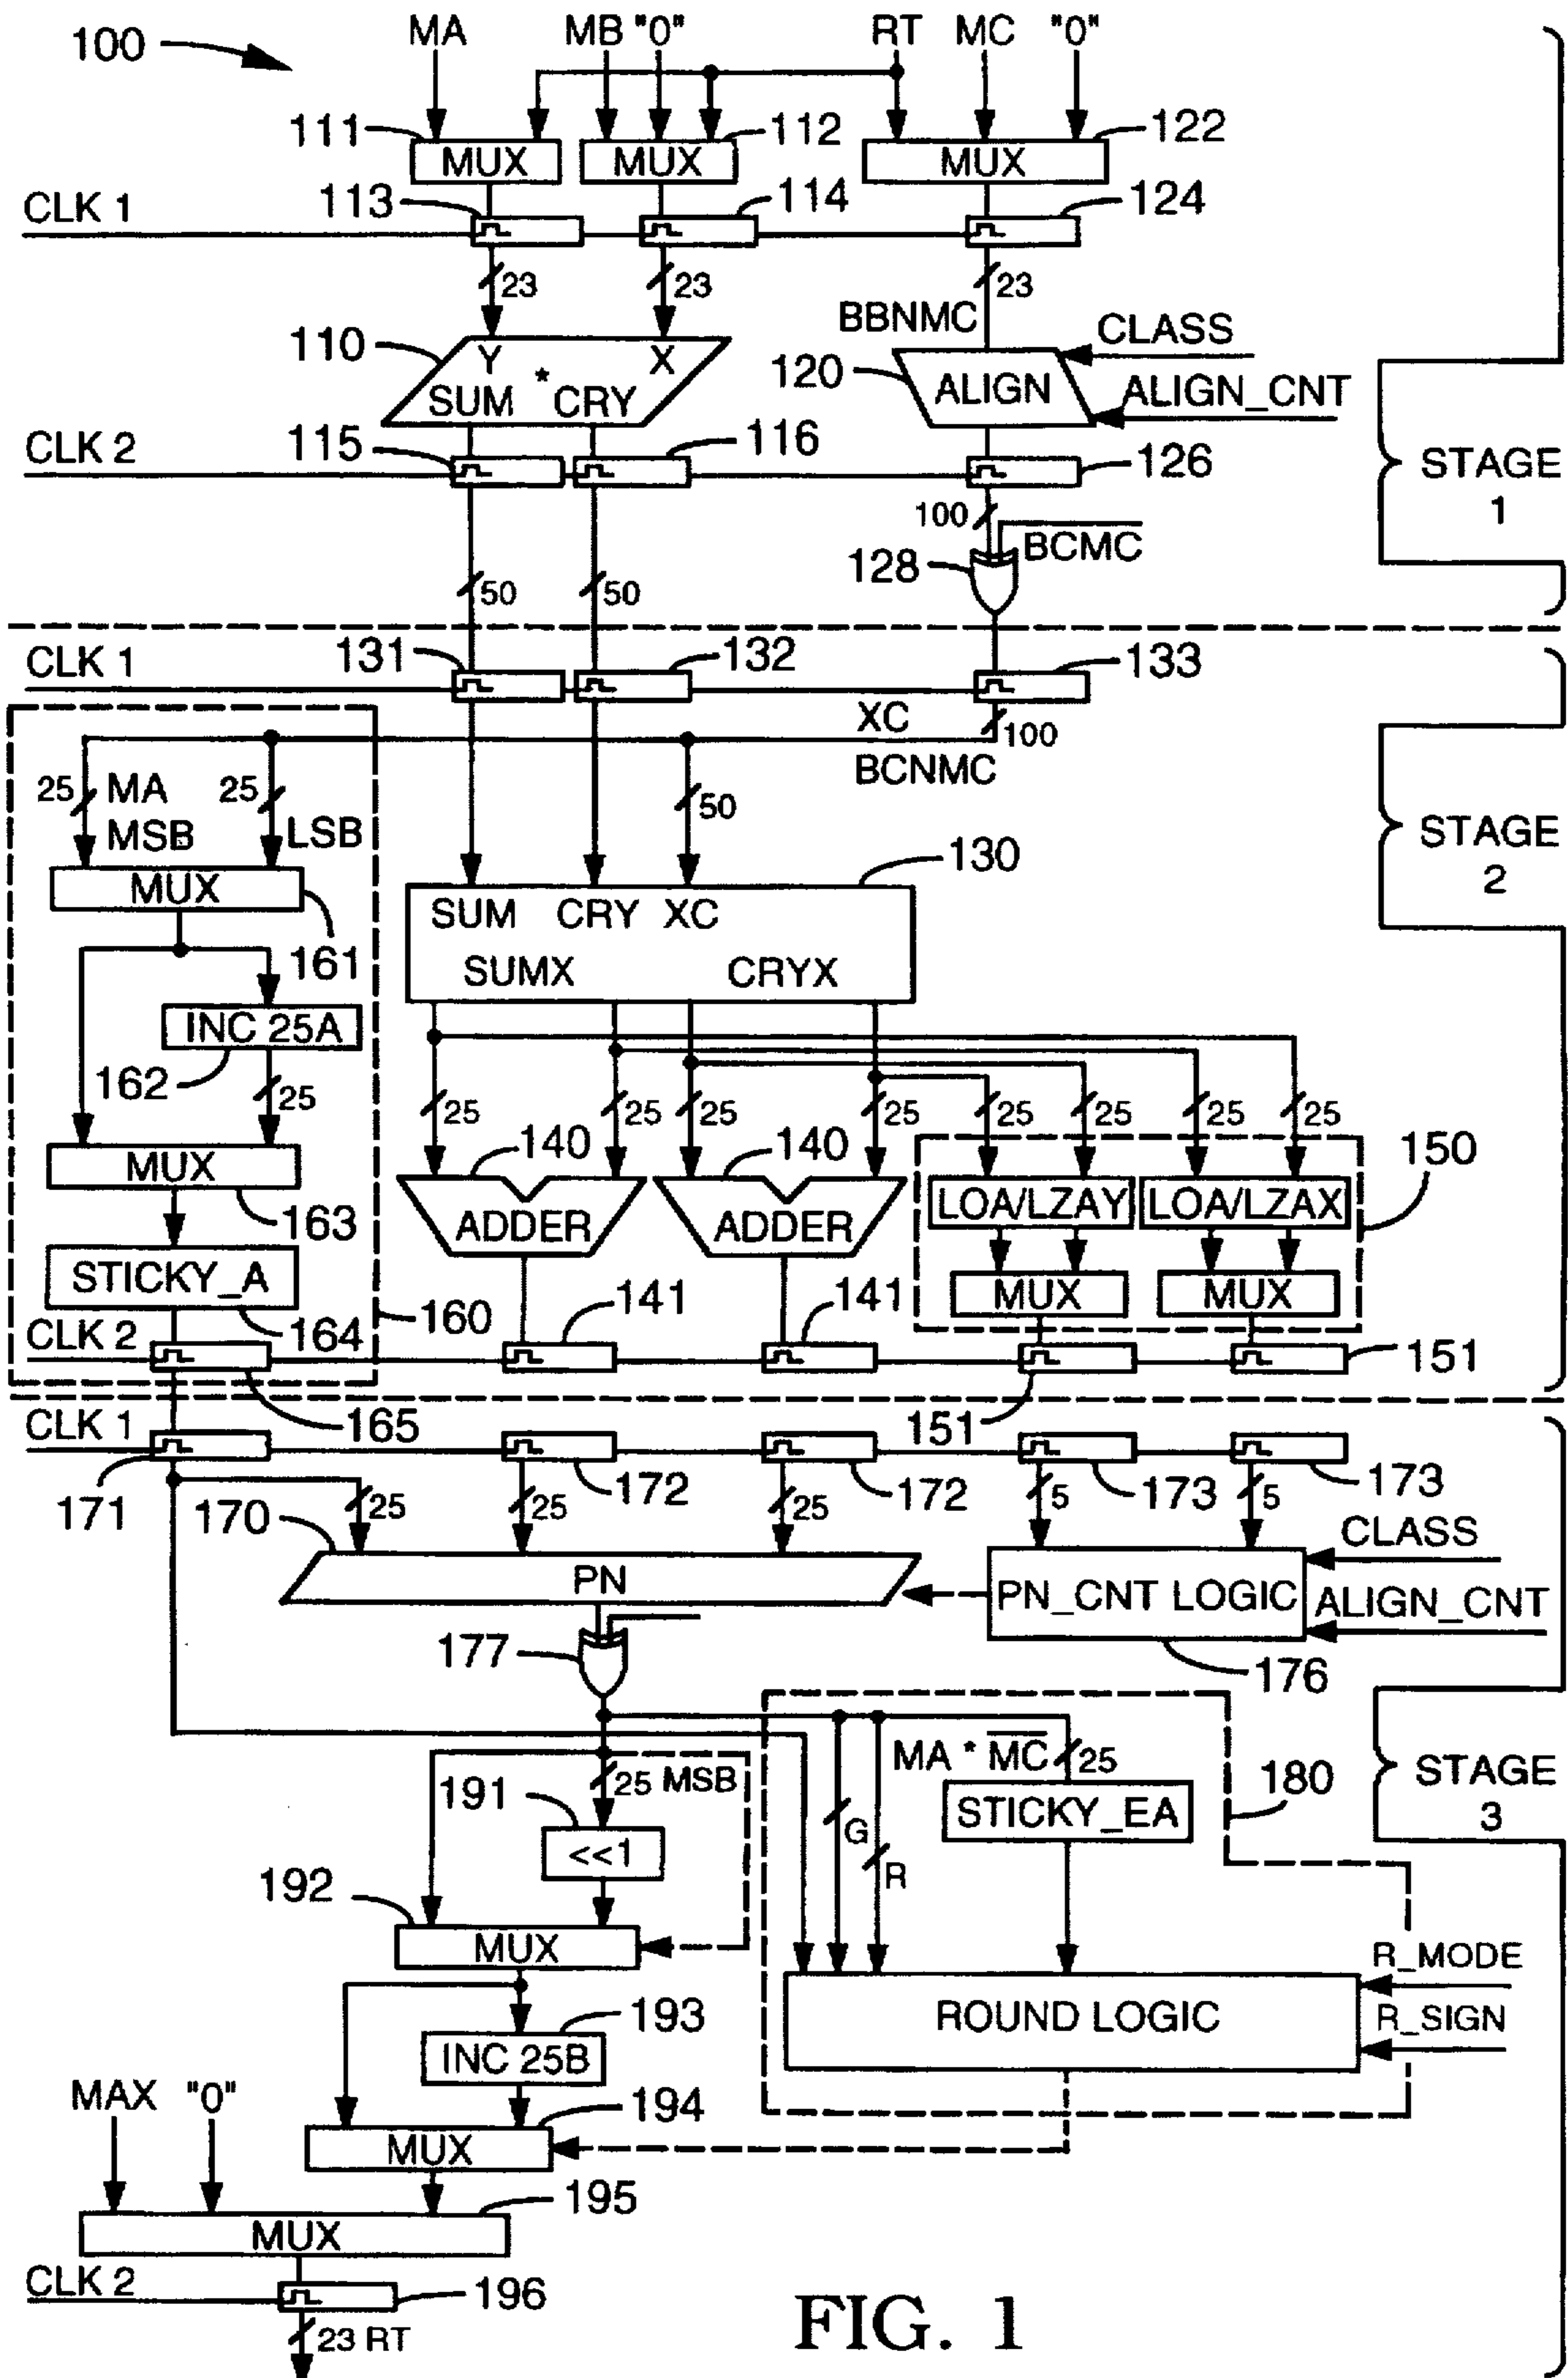 100
MA MB "0" RT MC "0"
111 MUX MUX 112 MUX 122
CLK 1 113 114 124
23 23 23
BBNMC
110 Y X
SUM * CRY
120 ALIGN CLASS
ALIGN_CNT
CLK 2 115 116 126
STAGE
1
100
BCMC
128
50 50
CLK 1 131 132 133
XC 100
BCNMC
25 MA 25
MSB LSB
50
STAGE
2
MUX
161
130
SUM CRY XC
SUMX CRYX
INC 25A
162
25
25 25 25 25 25 25 25 25
140 140 150
MUX
163
ADDER ADDER LOA/LZAY LOA/LZAX
STICKY_A
164
160
MUX MUX
CLK 2 141 141 151
165 151
CLK 1
171 172 172 173 173
25 25 25 5 5
170 PN
PN_CNT LOGIC
CLASS
ALIGN_CNT
176
177
MA * MC 25
25 MSB
180
STAGE
3
191 <<1
G
R
STICKY_EA
192 MUX
R_MODE
R_SIGN
ROUND LOGIC
193
INC 25B
MAX "0"
194
MUX
195
MUX
CLK 2 196
23 RT
FIG. 1